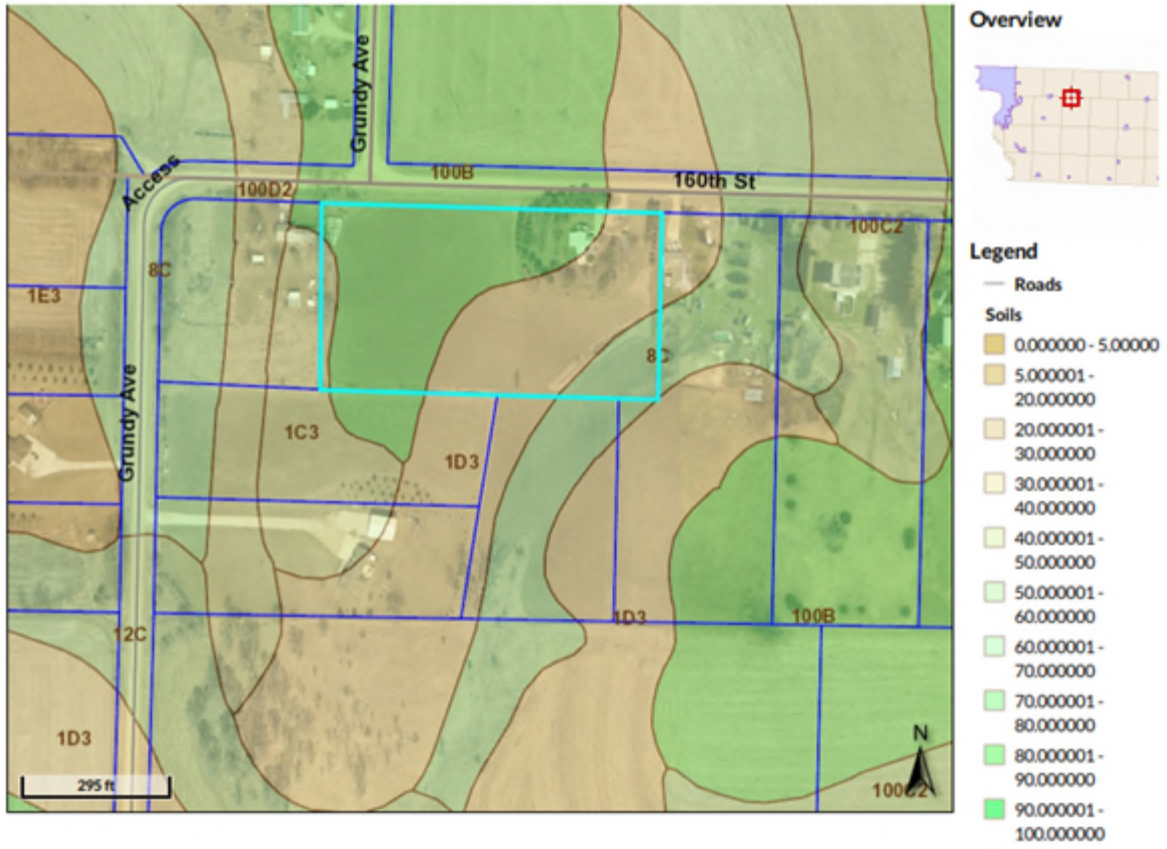 Grundy Ave
Access
100B
160th St
100D2
100C2
8C
1E3
8C
Grundy Ave
1C3
1D3
1D3
100B
12C
1D3
N
295 ft
100C2
Overview
Legend
Roads
Soils
0.000000 - 5.00000
5.000001 -
20.000000
20.000001 -
30.000000
30.000001 -
40.000000
40.000001 -
50.000000
50.000001 -
60.000000
60.000001 -
70.000000
70.000001 -
80.000000
80.000001 -
90.000000
90.000001 -
100.000000